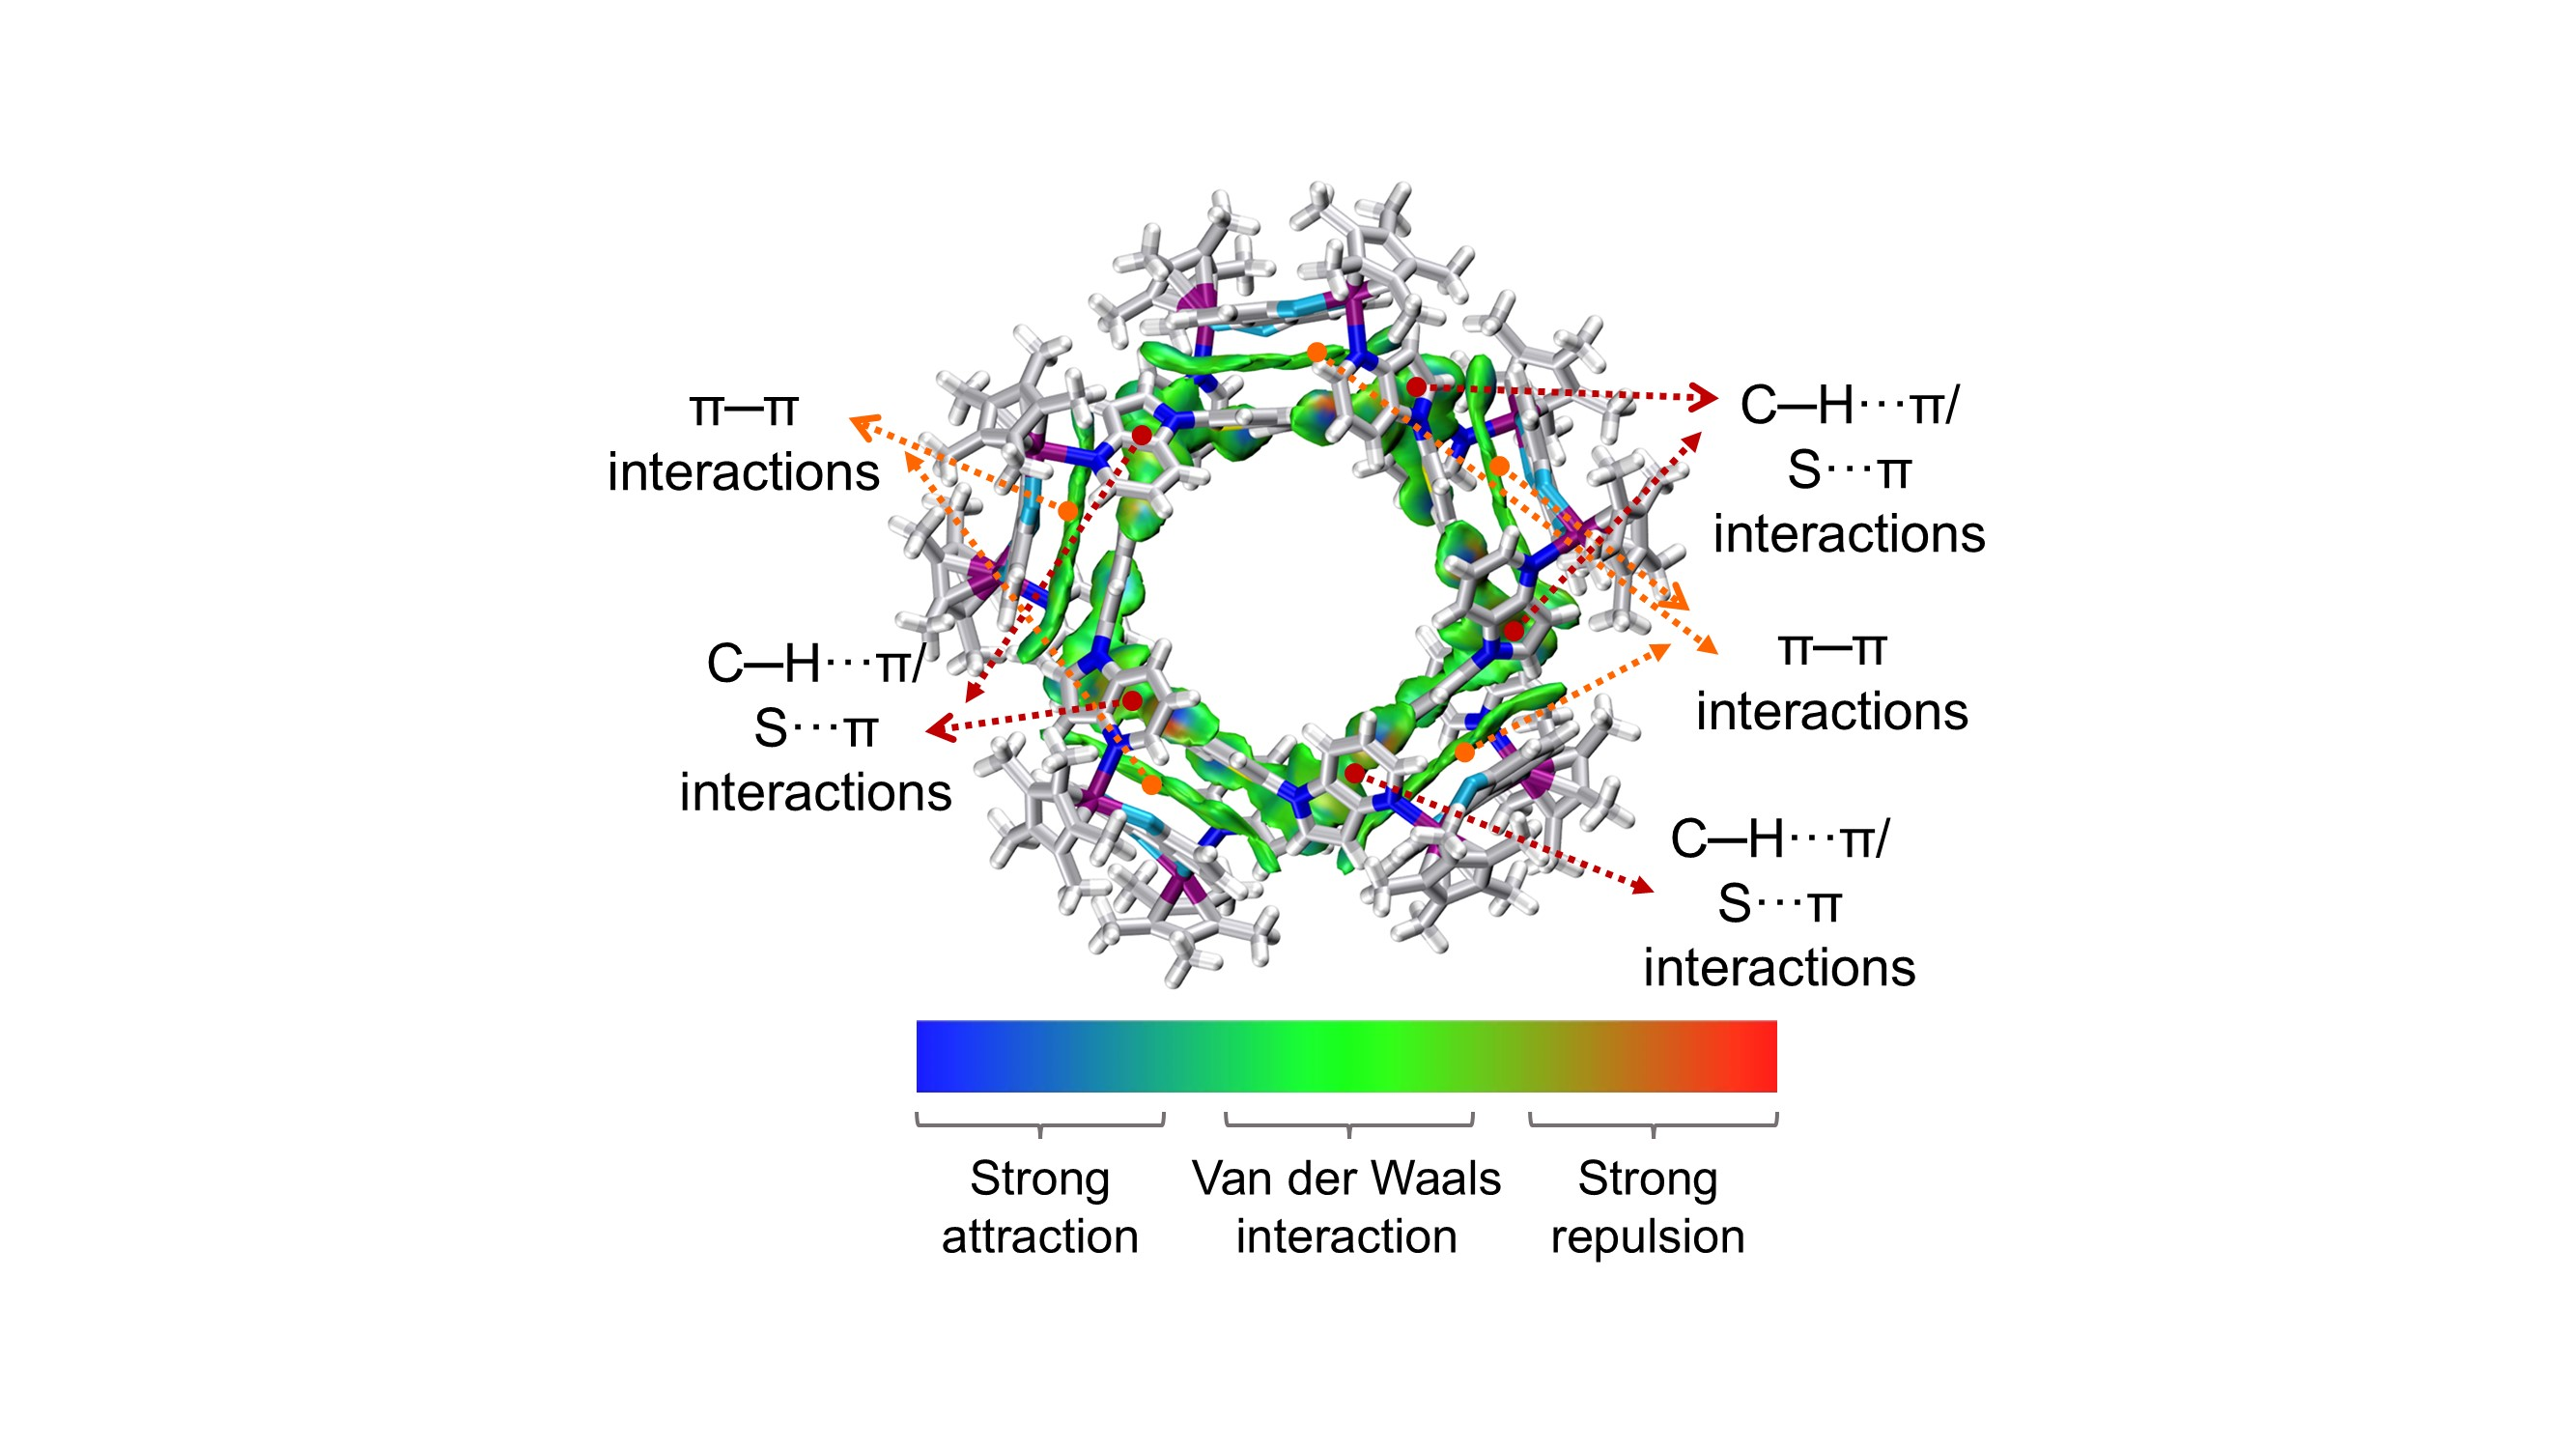 π—π
interactions
C—H···π/
S···π
interactions
C—H···π/
S···π
interactions
π—π
interactions
C—H···π/
S···π
interactions
Strong
attraction
Van der Waals
interaction
Strong
repulsion